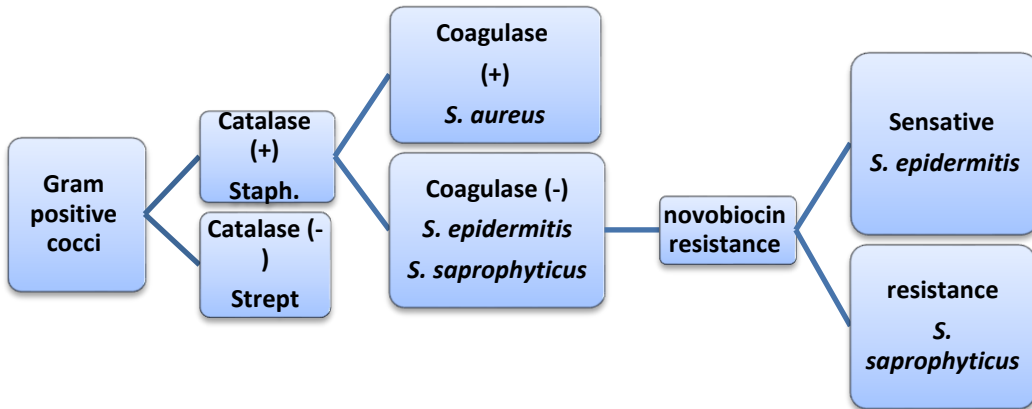 Gram
positive
cocci
Catalase
(+)
Staph.
Catalase (-
)
Strept
Coagulase
(+)
S. aureus
Coagulase (-)
S. epidermitis
S. saprophyticus
novobiocin
resistance
Sensative
S. epidermitis
resistance
S.
saprophyticus